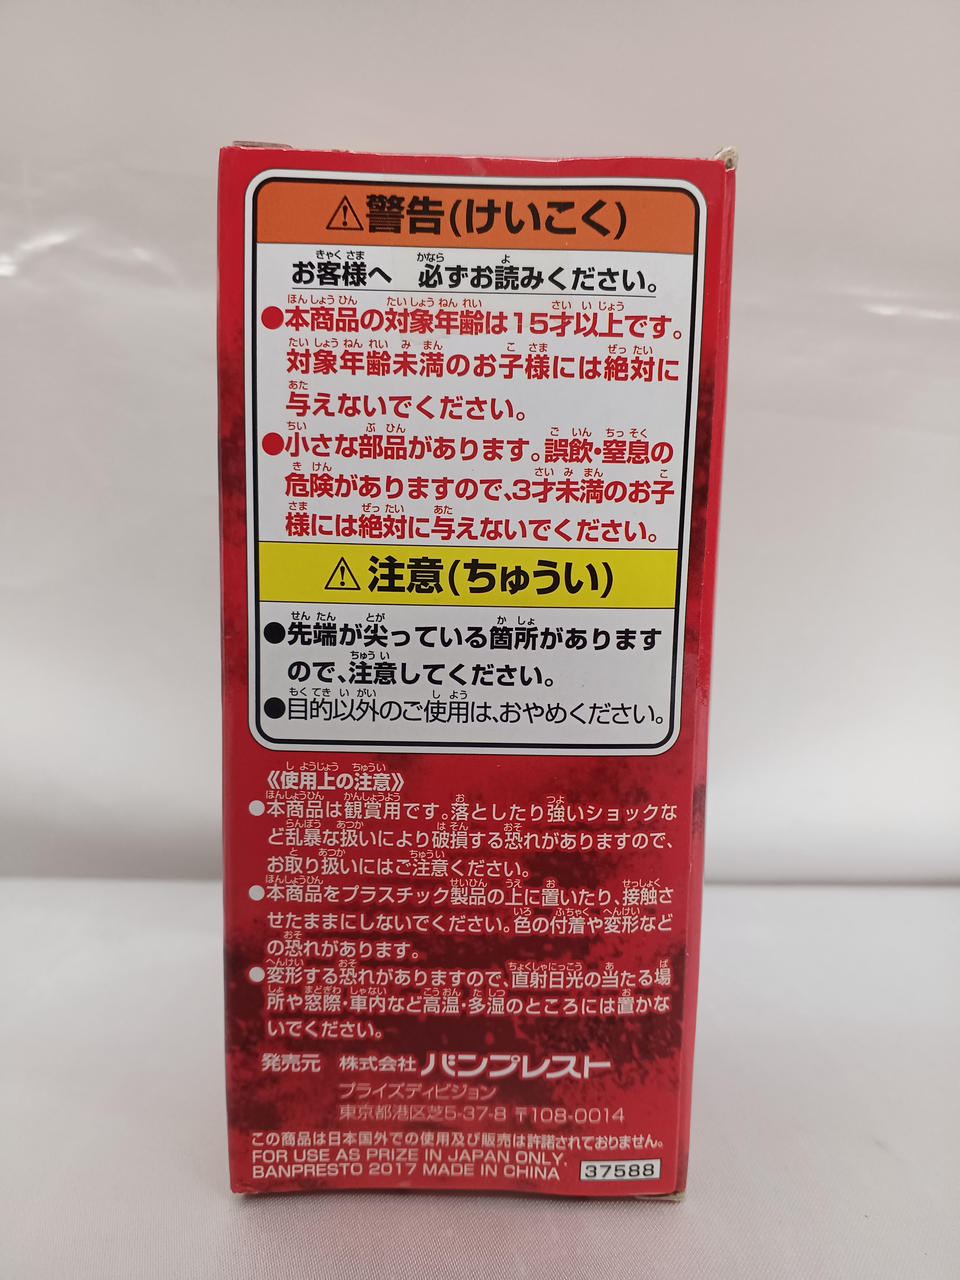 ⚠警告(けいこく)
お客様へ 必ずお読みください。
●本商品の対象年齢は15才以上です。
対象年齢未満のお子様には絶対に
与えないでください。
●小さな部品があります。誤飲・窒息の
危険がありますので、3才未満のお子
様には絶対に与えないでください。
⚠注意(ちゅうい)
●先端が尖っている箇所があります
ので、注意してください。
●目的以外のご使用は、おやめください。
《使用上の注意》
●本商品は観賞用です。落としたり強いショックな
ど乱暴な扱いにより破損する恐れがありますので、
お取り扱いにはご注意ください。
●本商品をプラスチック製品の上に置いたり、接触さ
せたままにしないでください。色の付着や変形など
の恐れがあります。
●変形する恐れがありますので、直射日光の当たる場
所や窓際・車内など高温・多湿のところには置かな
いでください。
発売元 株式会社 バンプレスト
プライズディビジョン
東京都港区芝5-37-8 〒108-0014
この商品は日本国外での使用及び販売は許諾されておりません。
FOR USE AS PRIZE IN JAPAN ONLY.
BANPRESTO 2017 MADE IN CHINA 37588